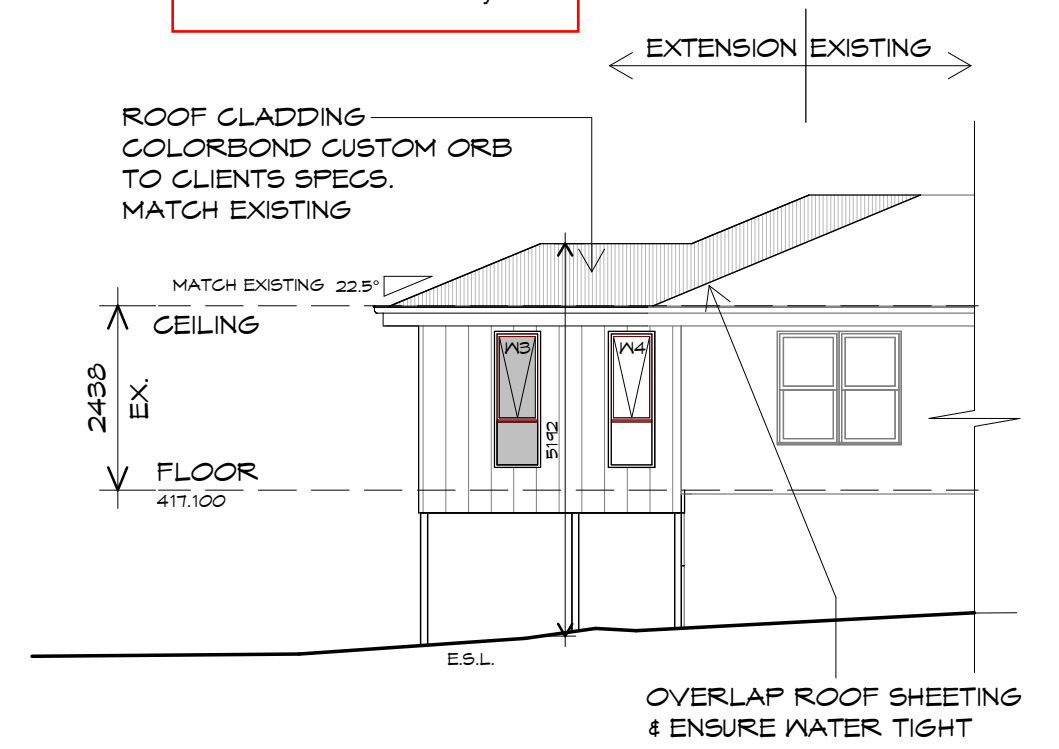 EXTENSION EXISTING
ROOF CLADDING
COLORBOND CUSTOM ORB
TO CLIENTS SPECS.
MATCH EXISTING
MATCH EXISTING 22.5°
CEILING
2438
EX.
W3
W4
5192
FLOOR
417.100
E.S.L.
OVERLAP ROOF SHEETING
& ENSURE WATER TIGHT